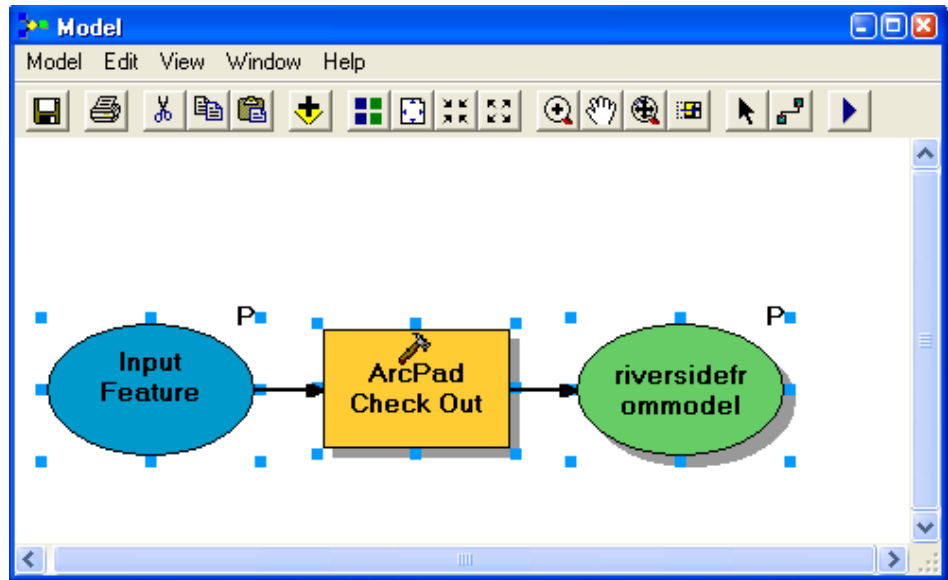 Model
Model Edit View Window Help
P
P
Input
Feature
ArcPad
Check Out
riversidefr
ommodel